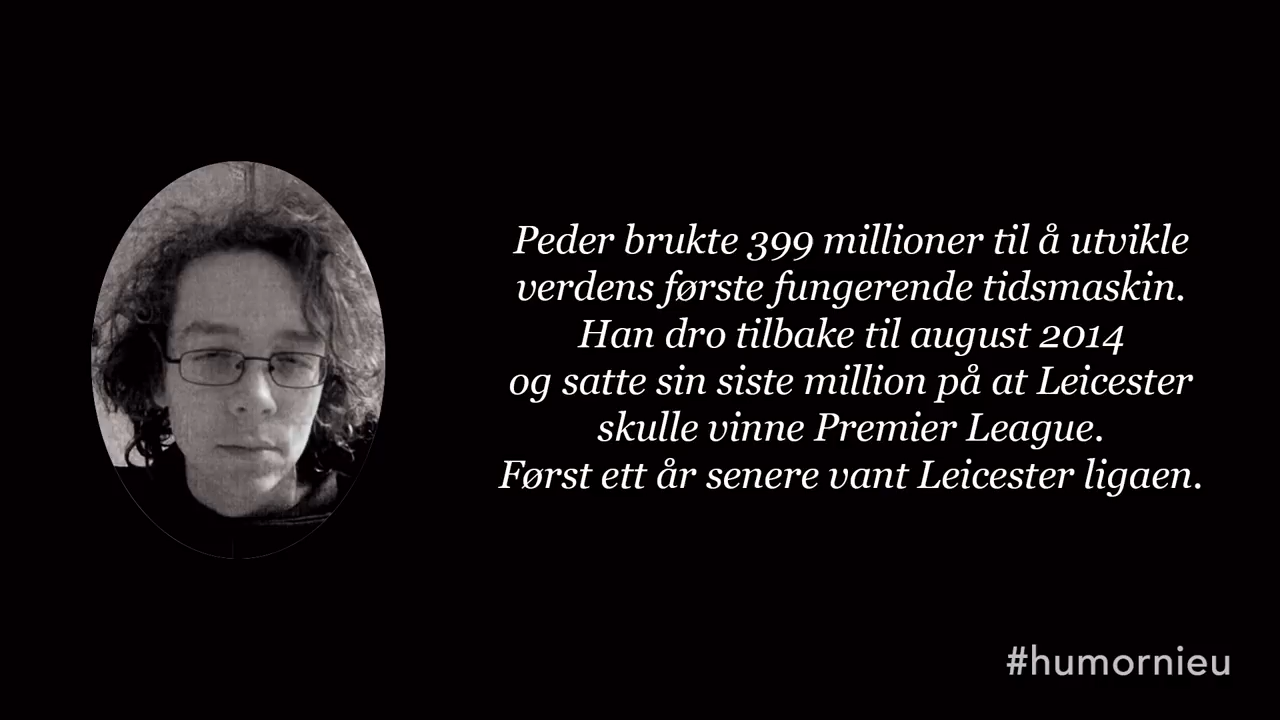 Peder brukte 399 millioner til å utvikle
verdens første fungerende tidsmaskin.
Han dro tilbake til august 2014
og satte sin siste million på at Leicester
skulle vinne Premier League.
Først ett år senere vant Leicester ligaen.
#humornieu